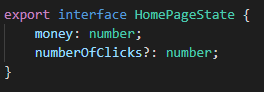 export interface HomePageState {
    money: number;
    numberOfClicks?: number;
}